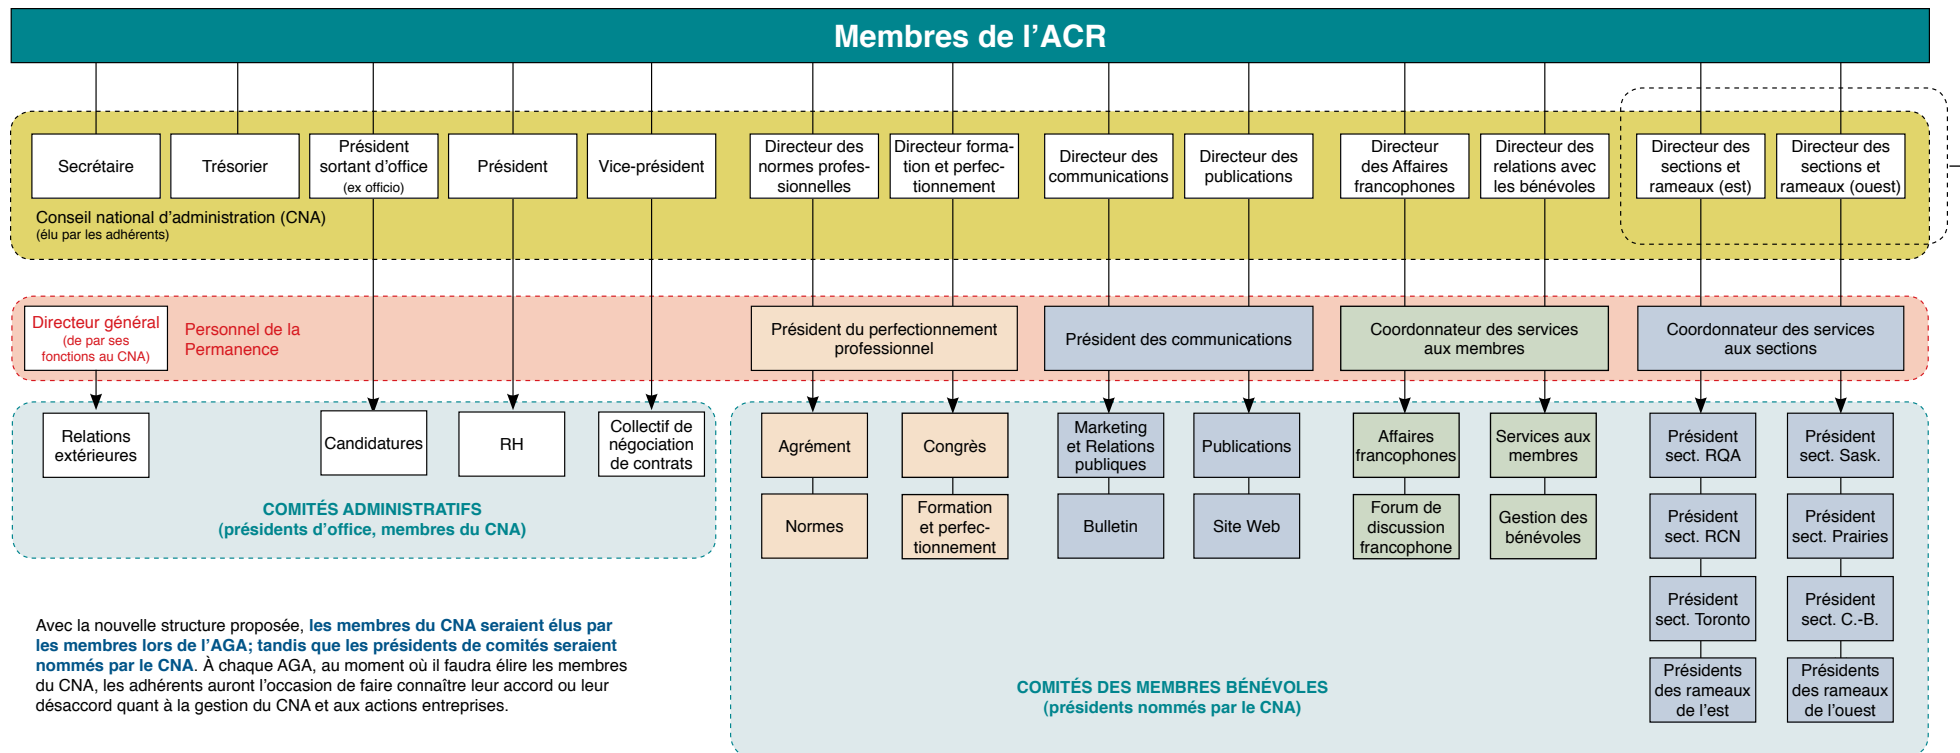 Membres de l'ACR
Secrétaire
Trésorier
Président
sortant d'office
(ex officio)
Président
Vice-président
Directeur des
normes profes-
sionnelles
Directeur forma-
tion et perfec-
tionnement
Directeur des
communications
Directeur des
publications
Directeur
des Affaires
francophones
Directeur des
relations avec
les bénévoles
Directeur des
sections et
rameaux (est)
Directeur des
sections et
rameaux (ouest)
Conseil national d'administration (CNA)
(élu par les adhérents)
Directeur général
(de par ses
fonctions au CNA)
Personnel de la
Permanence
Président du perfectionnement
professionnel
Président des communications
Coordonnateur des services
aux membres
Coordonnateur des services
aux sections
Relations
extérieures
Candidatures
RH
Collectif de
négociation
de contrats
COMITÉS ADMINISTRATIFS
(présidents d'office, membres du CNA)
Agrément
Congrès
Marketing
et Relations
publiques
Publications
Affaires
francophones
Services aux
membres
Président
sect. RQA
Président
sect. Sask.
Normes
Formation
et perfec-
tionnement
Bulletin
Site Web
Forum de
discussion
francophone
Gestion des
bénévoles
Président
sect. RCN
Président
sect. Prairies
Président
sect. Toronto
Président
sect. C.-B.
Présidents
des rameaux
de l'est
Présidents
des rameaux
de l'ouest
COMITÉS DES MEMBRES BÉNÉVOLES
(présidents nommés par le CNA)
Avec la nouvelle structure proposée, les membres du CNA seraient élus par
les membres lors de l'AGA; tandis que les présidents de comités seraient
nommés par le CNA. À chaque AGA, au moment où il faudra élire les membres
du CNA, les adhérents auront l'occasion de faire connaître leur accord ou leur
désaccord quant à la gestion du CNA et aux actions entreprises.